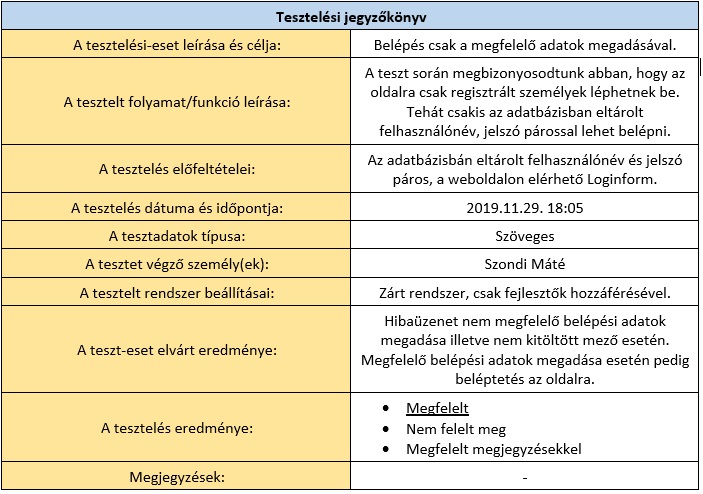 Tesztelési jegyzőkönyv
A tesztelési-eset leírása és célja:
Belépés csak a megfelelő adatok megadásával.
A tesztelt folyamat/funkció leírása:
A teszt során megbizonyosodtunk abban, hogy az
oldalra csak regisztrált személyek léphetnek be.
Tehát csakis az adatbázisban eltárolt
felhasználónév, jelszó párossal lehet belépni.
A tesztelés előfeltételei:
Az adatbázisbán eltárolt felhasználónév és jelszó
páros, a weboldalon elérhető Loginform.
A tesztelés dátuma és időpontja:
2019.11.29. 18:05
A tesztadatok típusa:
Szöveges
A tesztet végző személy(ek):
Szondi Máté
A tesztelt rendszer beállításai:
Zárt rendszer, csak fejlesztők hozzáférésével.
A teszt-eset elvárt eredménye:
Hibaüzenet nem megfelelő belépési adatok
megadása illetve nem kitöltött mező esetén.
Megfelelő belépési adatok megadása esetén pedig
beléptetés az oldalra.
A tesztelés eredménye:
• Megfelelt
• Nem felelt meg
• Megfelelt megjegyzésekkel
Megjegyzések:
-